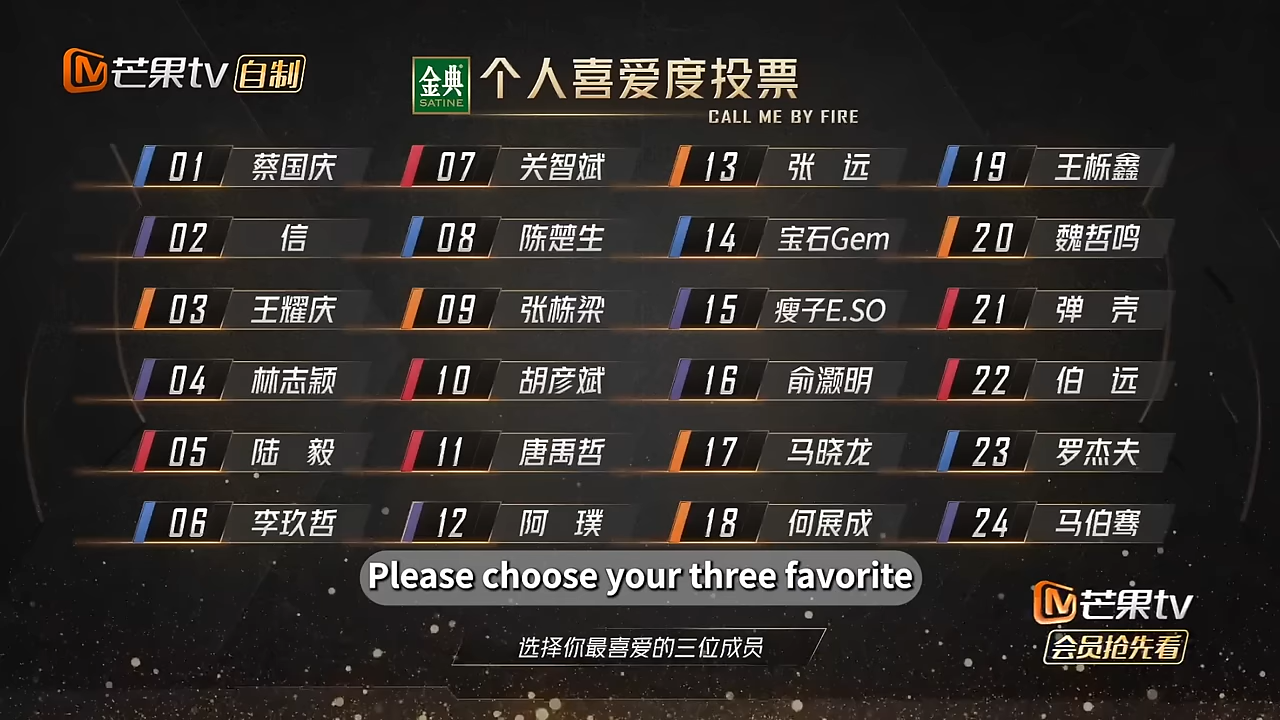 芒果tv 自制
金典 SATINE 个人喜爱度投票
CALL ME BY FIRE
01 蔡国庆
02 信
03 王耀庆
04 林志颖
05 陆 毅
06 李玖哲
07 关智斌
08 陈楚生
09 张栋梁
10 胡彦斌
11 唐禹哲
12 阿 璞
13 张 远
14 宝石Gem
15 瘦子E.SO
16 俞灏明
17 马晓龙
18 何展成
19 王栎鑫
20 魏哲鸣
21 弹 壳
22 伯 远
23 罗杰夫
24 马伯骞
Please choose your three favorite
选择你最喜爱的三位成员
芒果tv
会员抢先看